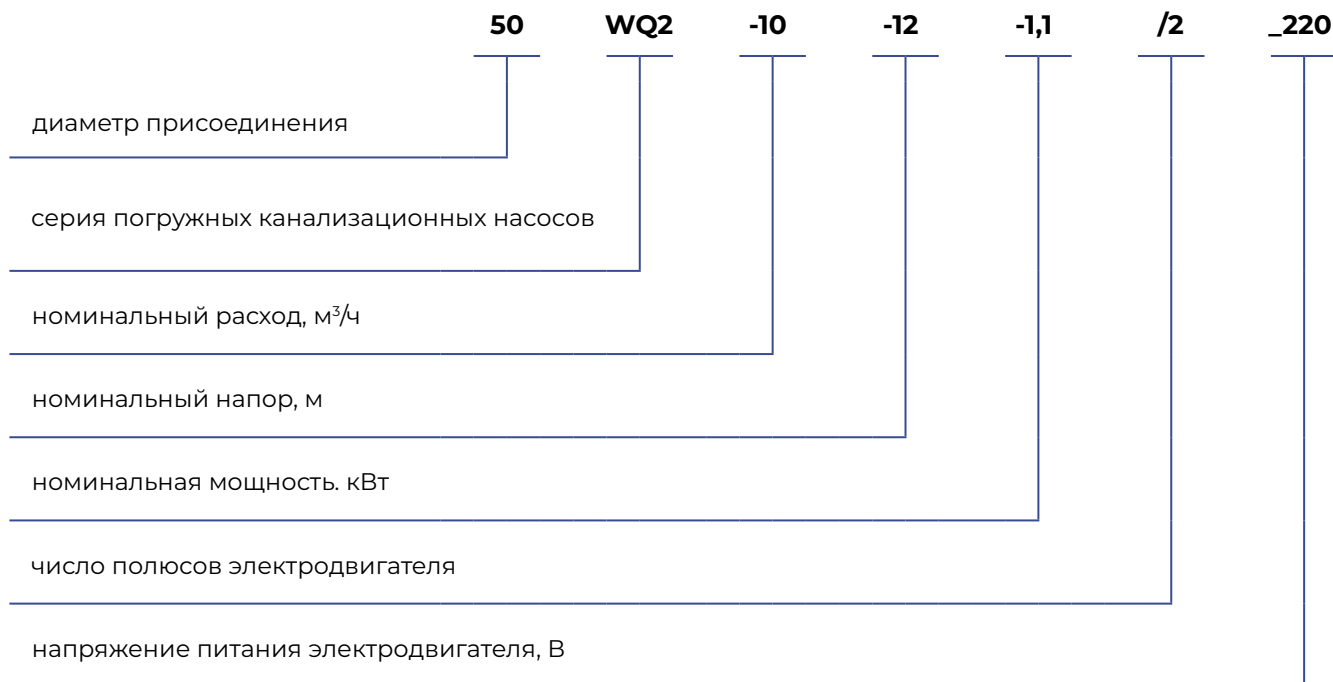 50 WQ2 -10 -12 -1,1 /2 _220
диаметр присоединения
серия погружных канализационных насосов
номинальный расход, м³/ч
номинальный напор, м
номинальная мощность. кВт
число полюсов электродвигателя
напряжение питания электродвигателя, В